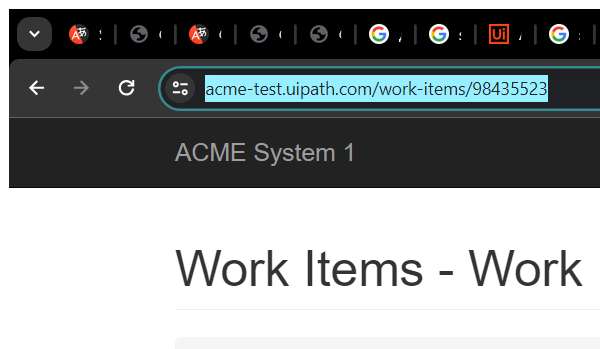 acme-test.uipath.com/work-items/98435523
ACME System 1
Work Items - Work